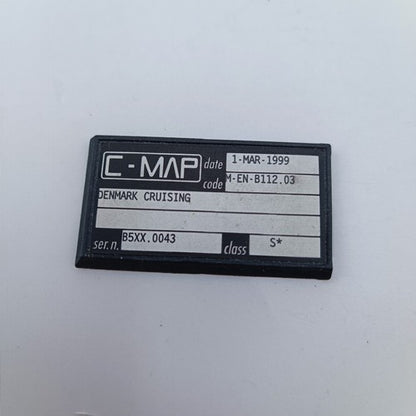 C-MAP date 1-MAR-1999
code M-EN-B112.03
DENMARK CRUISING
ser.n. B5XX.0043 class S*